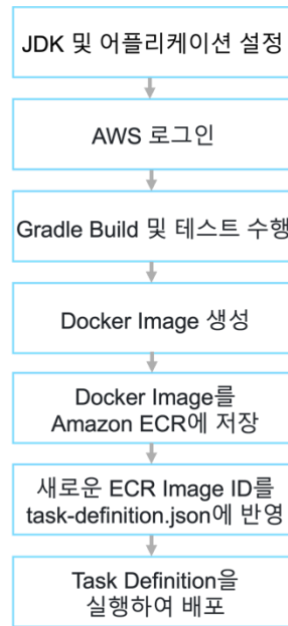 JDK 및 어플리케이션 설정
AWS 로그인
Gradle Build 및 테스트 수행
Docker Image 생성
Docker Image를
Amazon ECR에 저장
새로운 ECR Image ID를
task-definition.json에 반영
Task Definition을
실행하여 배포